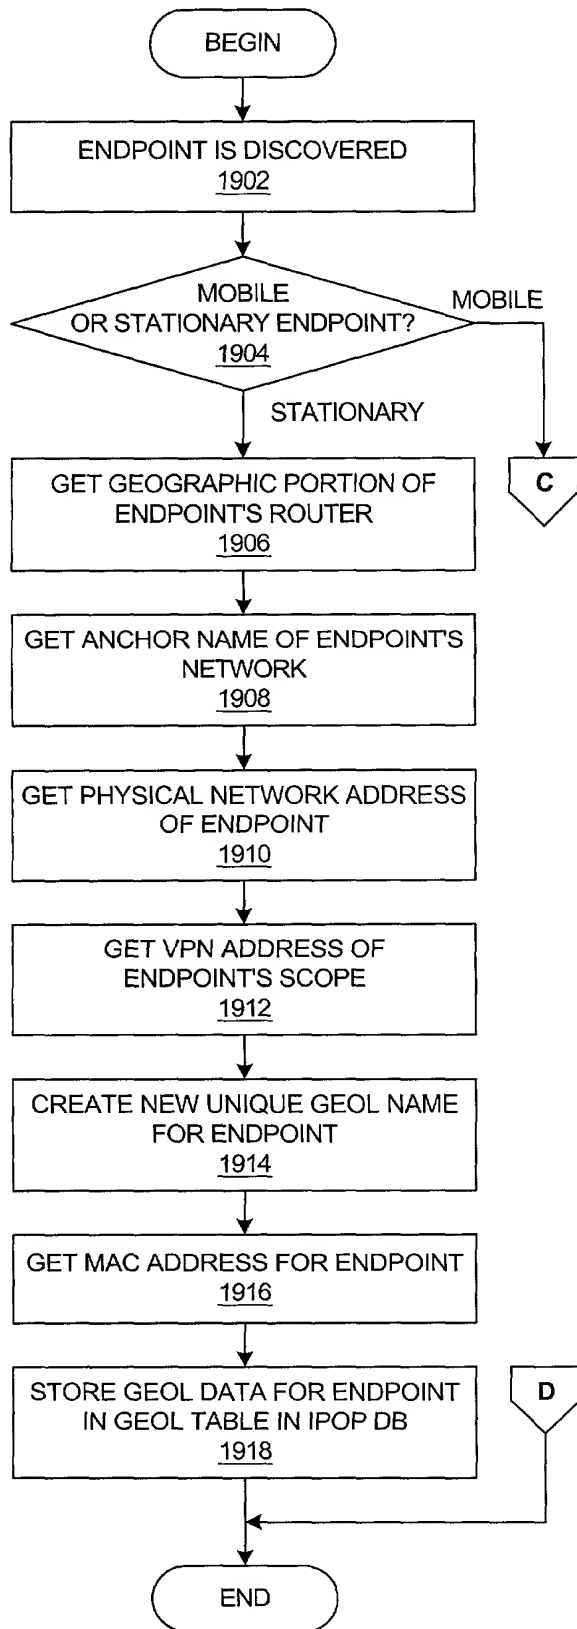 BEGIN
ENDPOINT IS DISCOVERED
1902
MOBILE
OR STATIONARY ENDPOINT?
1904
MOBILE
STATIONARY
C
GET GEOGRAPHIC PORTION OF
ENDPOINT'S ROUTER
1906
GET ANCHOR NAME OF ENDPOINT'S
NETWORK
1908
GET PHYSICAL NETWORK ADDRESS
OF ENDPOINT
1910
GET VPN ADDRESS OF
ENDPOINT'S SCOPE
1912
CREATE NEW UNIQUE GEOL NAME
FOR ENDPOINT
1914
GET MAC ADDRESS FOR ENDPOINT
1916
STORE GEOL DATA FOR ENDPOINT
IN GEOL TABLE IN IPOP DB
1918
D
END